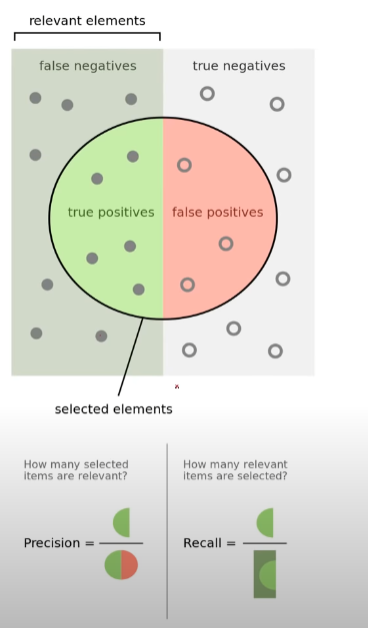 relevant elements
false negatives
true negatives
true positives
false positives
selected elements
How many selected
items are relevant?
How many relevant
items are selected?
Precision =
Recall =